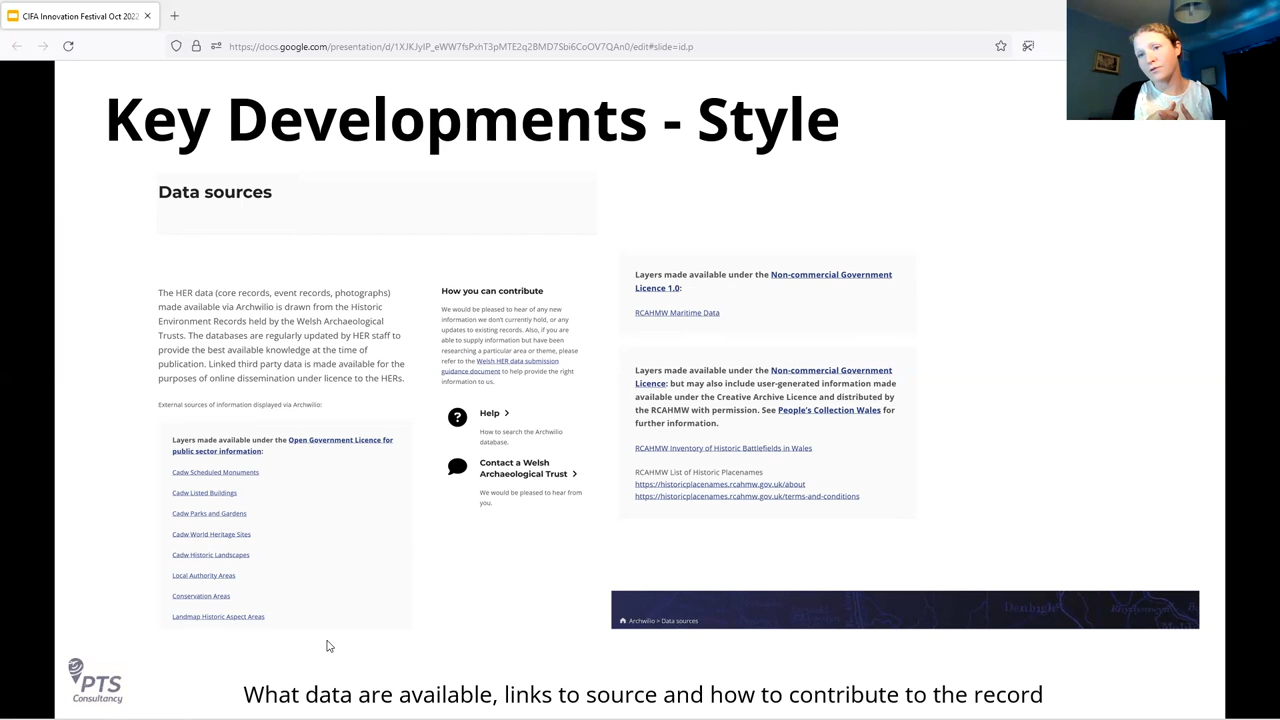 CIFA Innovation Festival Oct 2022
https://docs.google.com/presentation/d/1XJKJyIP_eWW7fsPxhT3pMTE2q2BMD7Sbi6CoOV7QAn0/edit#slide=id.p
Key Developments - Style
Data sources
The HER data (core records, event records, photographs)
made available via Archwilio is drawn from the Historic
Environment Records held by the Welsh Archaeological
Trusts. The databases are regularly updated by HER staff to
provide the best available knowledge at the time of
publication. Linked third party data is made available for the
purposes of online dissemination under licence to the HERs.
External sources of information displayed via Archwilio:
Layers made available under the Open Government Licence for
public sector information:
Cadw Scheduled Monuments
Cadw Listed Buildings
Cadw Parks and Gardens
Cadw World Heritage Sites
Cadw Historic Landscapes
Local Authority Areas
Conservation Areas
Landmap Historic Aspect Areas
How you can contribute
We would be pleased to hear of any new
information we don't currently hold, or any
updates to existing records. Also, if you are
able to supply information but have been
researching a particular area or theme, please
refer to the Welsh HER data submission
guidance document to help provide the right
information to us.
Help >
How to search the Archwilio
database.
Contact a Welsh
Archaeological Trust >
We would be pleased to hear from
you.
Layers made available under the Non-commercial Government
Licence 1.0:
RCAHMW Maritime Data
Layers made available under the Non-commercial Government
Licence: but may also include user-generated information made
available under the Creative Archive Licence and distributed by
the RCAHMW with permission. See People's Collection Wales for
further information.
RCAHMW Inventory of Historic Battlefields in Wales
RCAHMW List of Historic Placenames
https://historicplacenames.rcahmw.gov.uk/about
https://historicplacenames.rcahmw.gov.uk/terms-and-conditions
Denbigh
Archwilio > Data sources
PTS
Consultancy
What data are available, links to source and how to contribute to the record